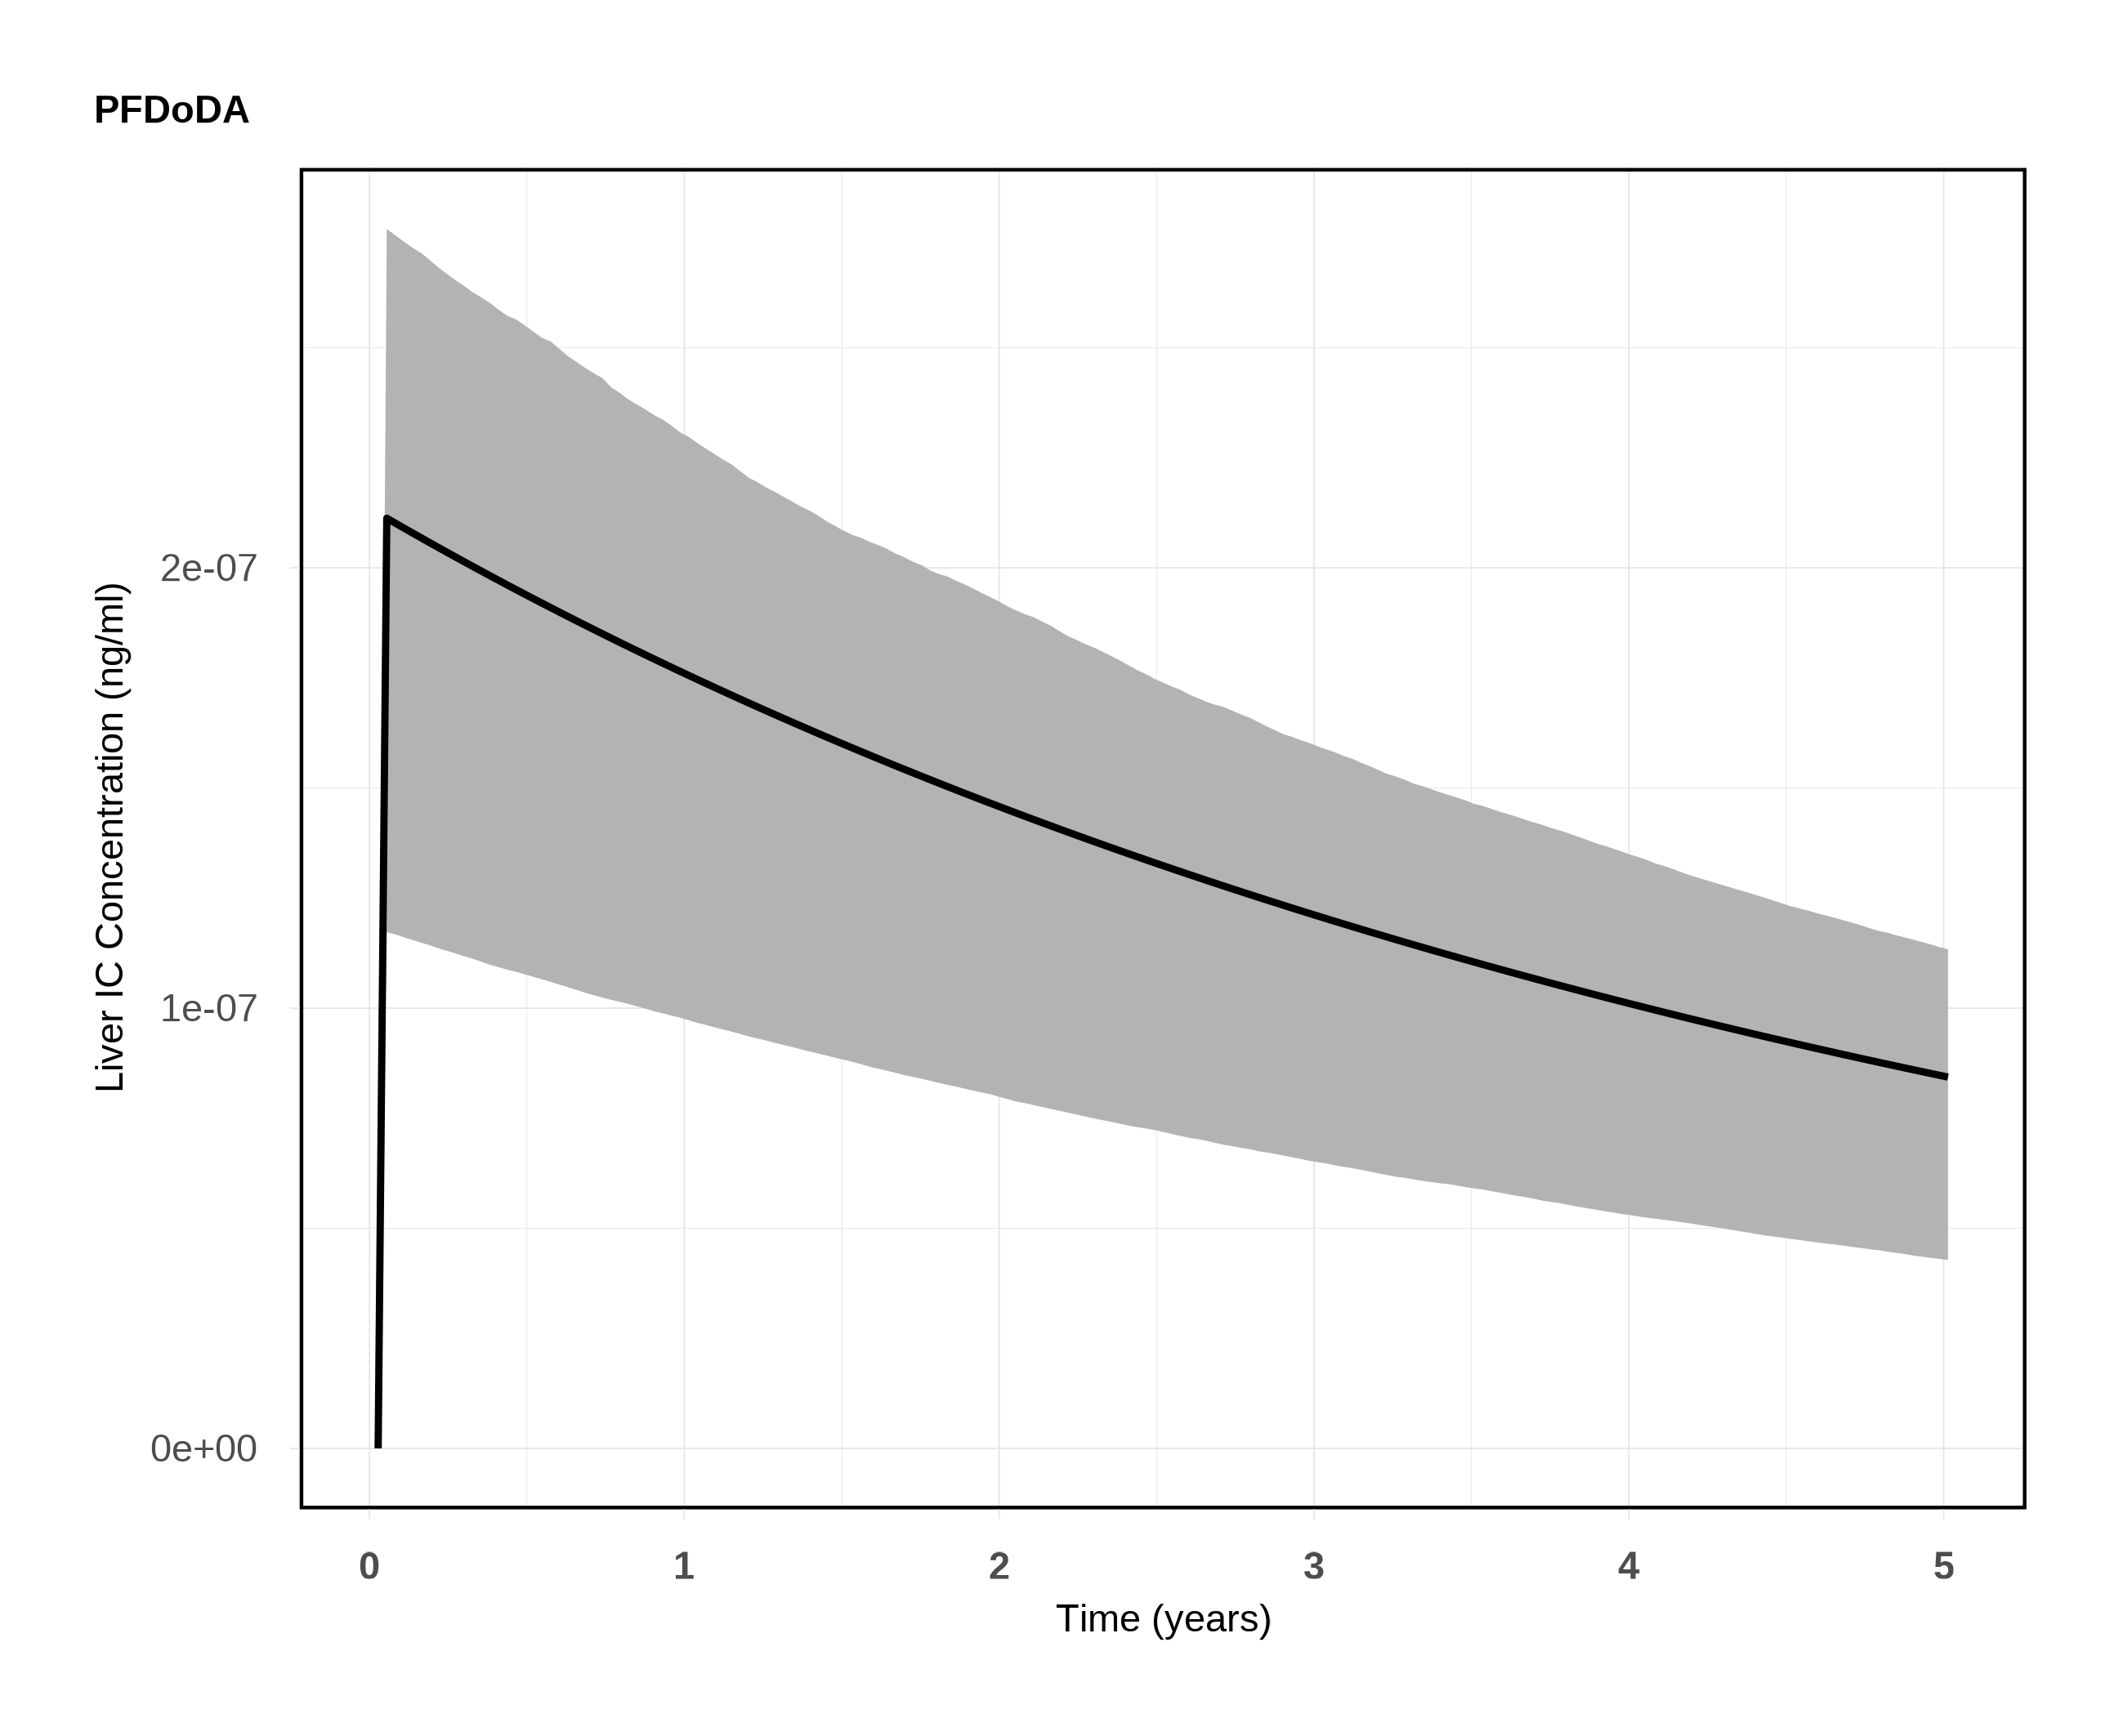 PFDoDA
Liver IC Concentration (ng/ml)
2e-07
1e-07
0e+00
0 1 2 3 4 5
Time (years)